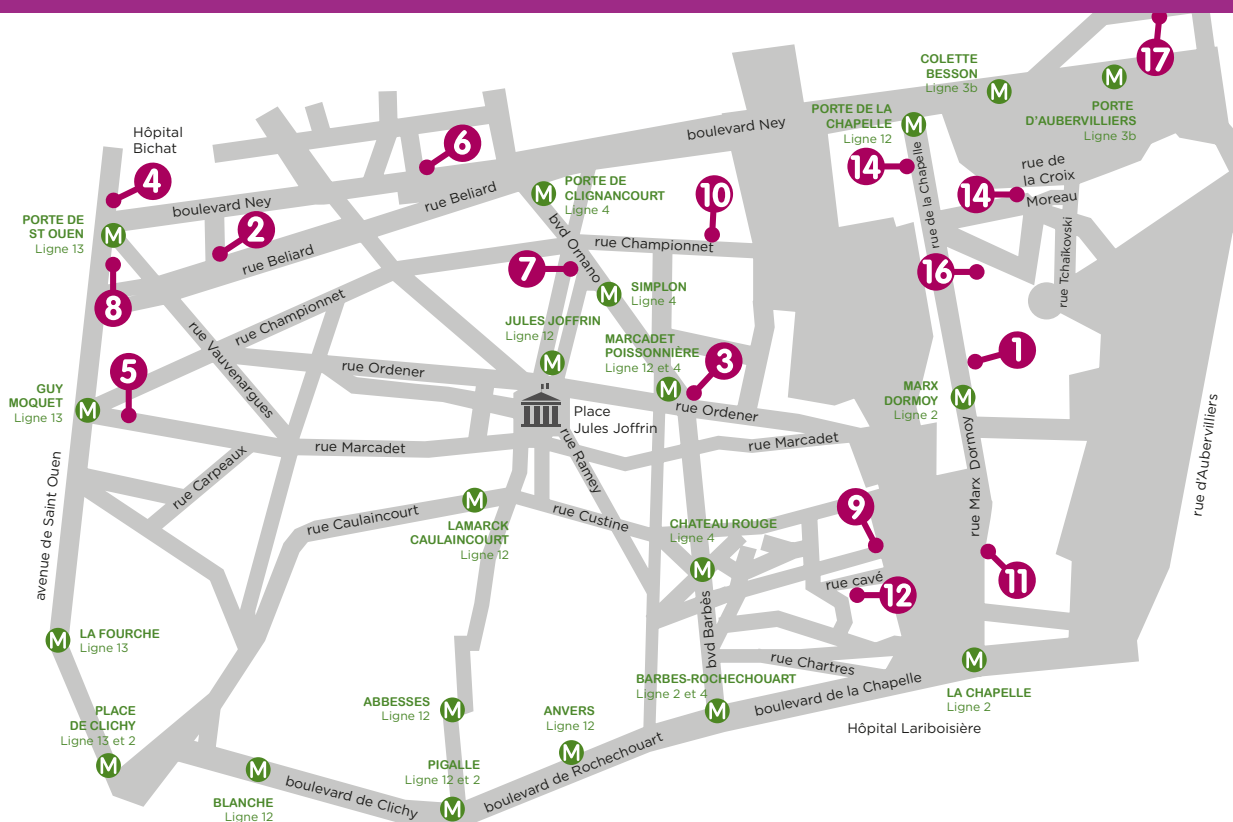 17
COLETTE
BESSON
Ligne 3b
M
M
PORTE
D'AUBERVILLIERS
Ligne 3b
PORTE DE LA
CHAPELLE
Ligne 12
M
boulevard Ney
Hôpital
Bichat
6
4
14
rue de la Chapelle
rue de
la Croix
Moreau
14
PORTE DE
CLIGNANCOURT
Ligne 4
M
10
rue Beliard
boulevard Ney
PORTE DE
ST OUEN
Ligne 13
M
2
rue Beliard
bvd Ornano
rue Championnet
7
16
rue Tchaïkovski
8
SIMPLON
Ligne 4
M
rue Championnet
rue Vauvenargues
JULES JOFFRIN
Ligne 12
M
MARCADET
POISSONNIÈRE
Ligne 12 et 4
M
3
1
5
rue Ordener
GUY
MOQUET
Ligne 13
M
MARX
DORMOY
Ligne 2
M
Place
Jules Joffrin
rue Ordener
rue Marcadet
rue Marcadet
rue Ramey
rue Carpeaux
rue Marx Dormoy
rue d'Aubervilliers
avenue de Saint Ouen
rue Caulaincourt
M
LAMARCK
CAULAINCOURT
Ligne 12
rue Custine
CHATEAU ROUGE
Ligne 4
M
9
11
rue cavé
12
bvd Barbès
M
LA FOURCHE
Ligne 13
rue Chartres
BARBES-ROCHECHOUART
Ligne 2 et 4
M
boulevard de la Chapelle
M
LA CHAPELLE
Ligne 2
Hôpital Lariboisière
ABBESSES
Ligne 12
M
ANVERS
Ligne 12
M
PLACE
DE CLICHY
Ligne 13 et 2
M
boulevard de Rochechouart
PIGALLE
Ligne 12 et 2
M
M
BLANCHE
Ligne 12
boulevard de Clichy